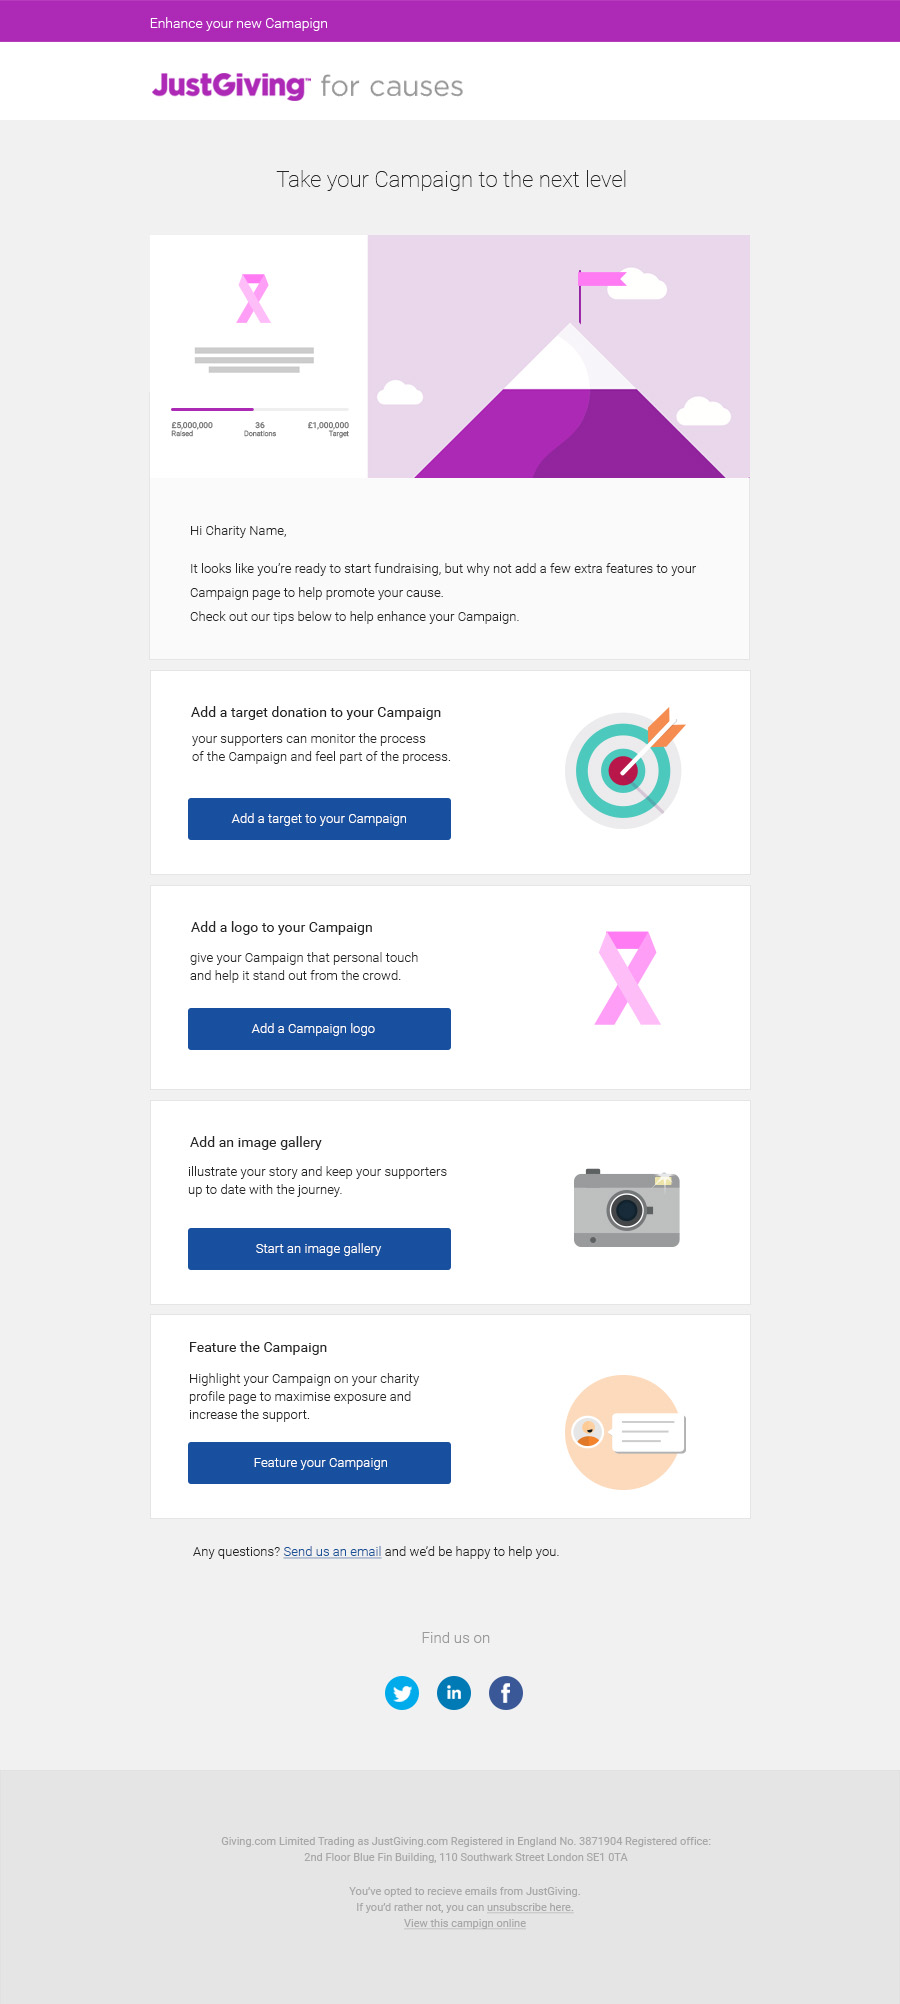 Enhance your new Camapign
JustGiving™ for causes
Take your Campaign to the next level
£5,000,000 36 £1,000,000
Raised Donations Target
Hi Charity Name,
It looks like you're ready to start fundraising, but why not add a few extra features to your
Campaign page to help promote your cause.
Check out our tips below to help enhance your Campaign.
Add a target donation to your Campaign
your supporters can monitor the process
of the Campaign and feel part of the process.
Add a target to your Campaign
Add a logo to your Campaign
give your Campaign that personal touch
and help it stand out from the crowd.
Add a Campaign logo
Add an image gallery
illustrate your story and keep your supporters
up to date with the journey.
Start an image gallery
Feature the Campaign
Highlight your Campaign on your charity
profile page to maximise exposure and
increase the support.
Feature your Campaign
Any questions? Send us an email and we'd be happy to help you.
Find us on
in f
Giving.com Limited Trading as JustGiving.com Registered in England No. 3871904 Registered office:
2nd Floor Blue Fin Building, 110 Southwark Street London SE1 0TA
You've opted to recieve emails from JustGiving.
If you'd rather not, you can unsubscribe here.
View this campign online